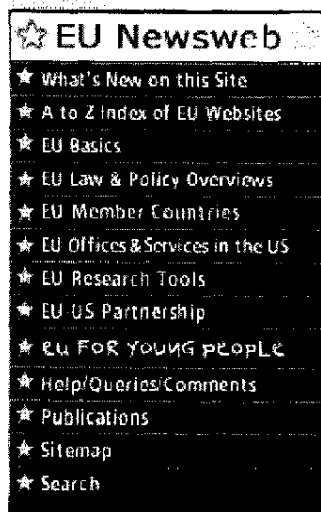 EU Newsweb
What's New on this Site
A to Z Index of EU Websites
EU Basics
EU Law & Policy Overviews
EU Member Countries
EU Offices & Services in the US
EU Research Tools
EU-US Partnership
EU FOR YOUNG PEOPLE
Help/Queries/Comments
Publications
Sitemap
Search